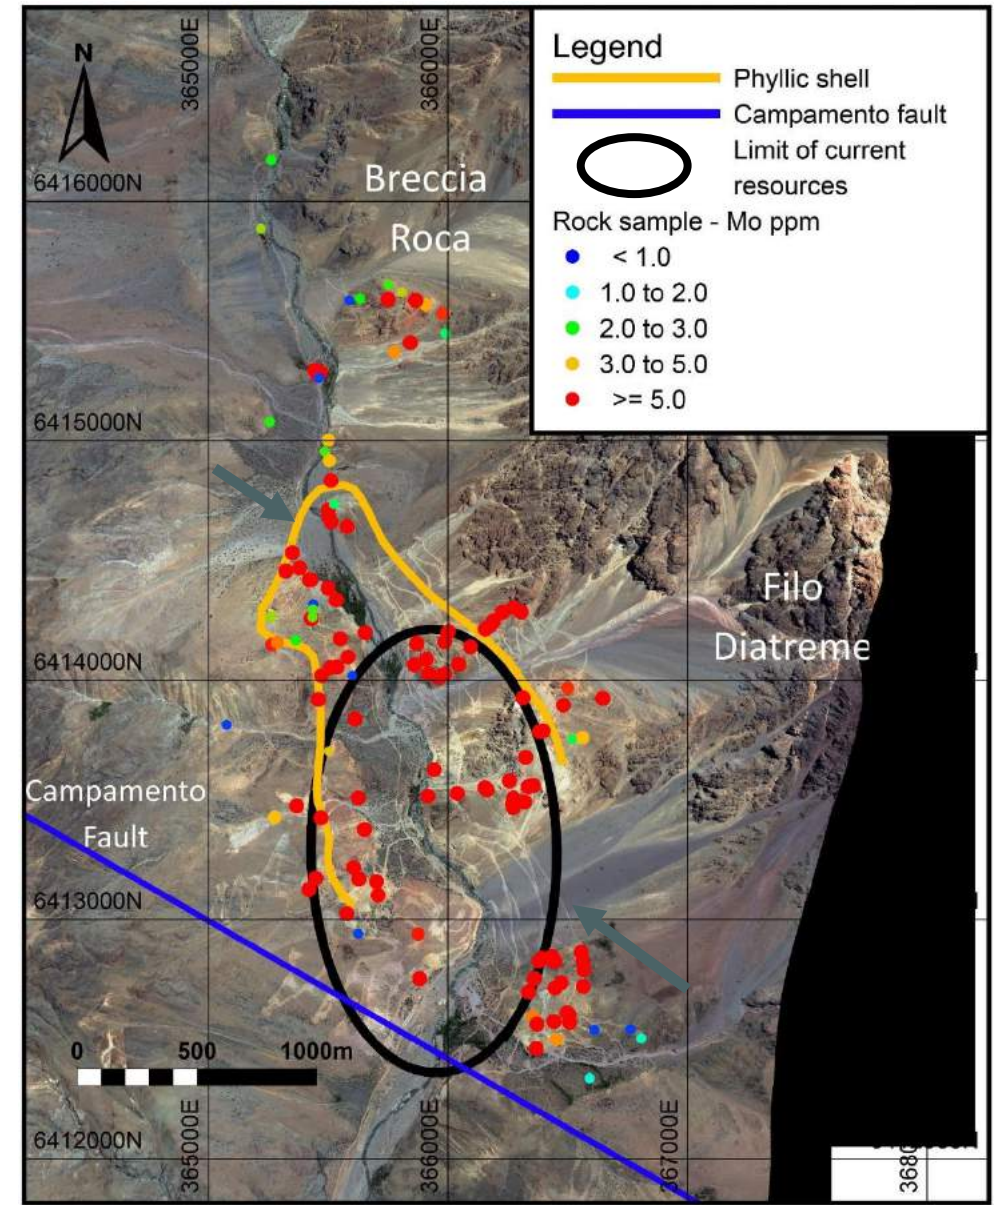 N
365000E
366000E
Legend
Phyllic shell
Campamento fault
Limit of current
resources
Rock sample - Mo ppm
< 1.0
1.0 to 2.0
2.0 to 3.0
3.0 to 5.0
>= 5.0
6416000N
Breccia
Roca
6415000N
Filo
Diatreme
6414000N
Campamento
Fault
6413000N
0 500 1000m
6412000N
365000E
366000E
367000E